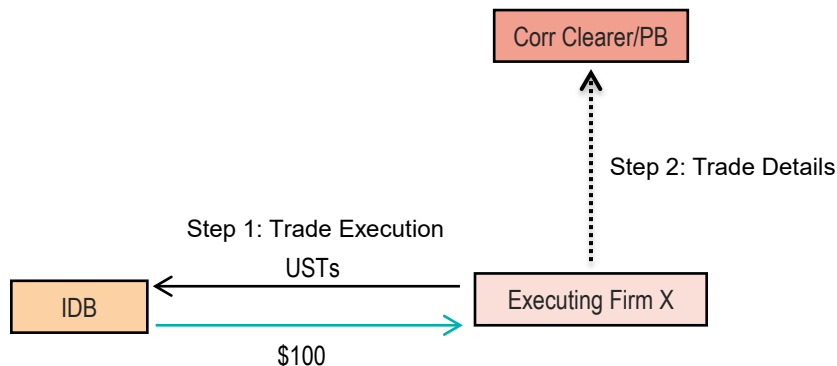 Corr Clearer/PB
Step 2: Trade Details
Step 1: Trade Execution
USTs
IDB
Executing Firm X
$100